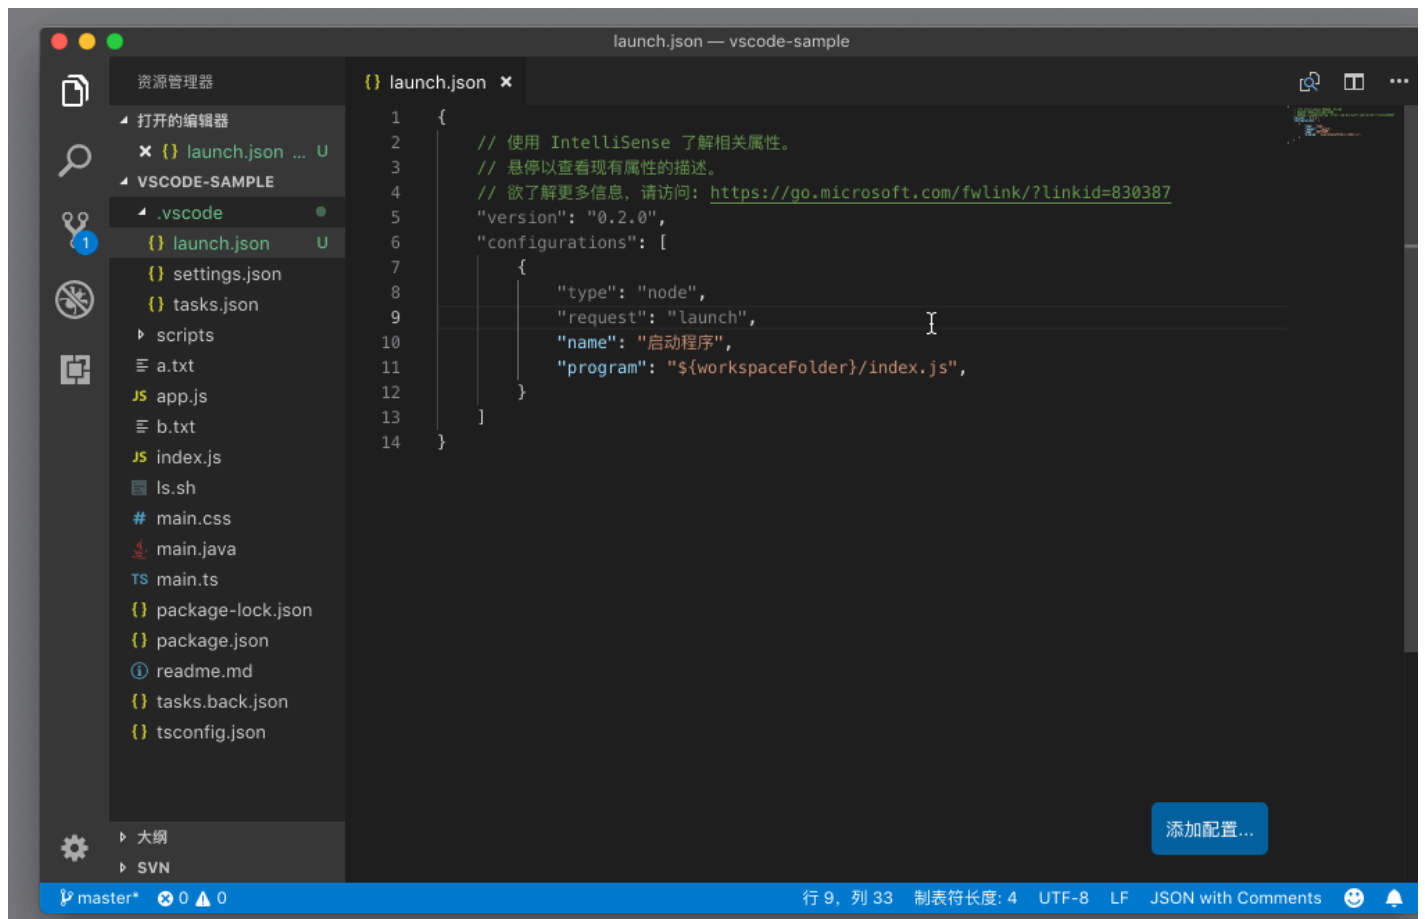 launch.json — vscode-sample
资源管理器
{} launch.json ×
打开的编辑器
× {} launch.json ... U
VSCODE-SAMPLE
.vscode
{} launch.json U
{} settings.json
{} tasks.json
scripts
a.txt
JS app.js
b.txt
JS index.js
ls.sh
# main.css
main.java
TS main.ts
{} package-lock.json
{} package.json
readme.md
{} tasks.back.json
{} tsconfig.json
大纲
SVN
1
1 {
2 // 使用 IntelliSense 了解相关属性。
3 // 悬停以查看现有属性的描述。
4 // 欲了解更多信息，请访问: https://go.microsoft.com/fwlink/?linkid=830387
5 "version": "0.2.0",
6 "configurations": [
7 {
8 "type": "node",
9 "request": "launch",
10 "name": "启动程序",
11 "program": "${workspaceFolder}/index.js",
12 }
13 ]
14 }
添加配置...
master* 0 0 行 9，列 33 制表符长度: 4 UTF-8 LF JSON with Comments